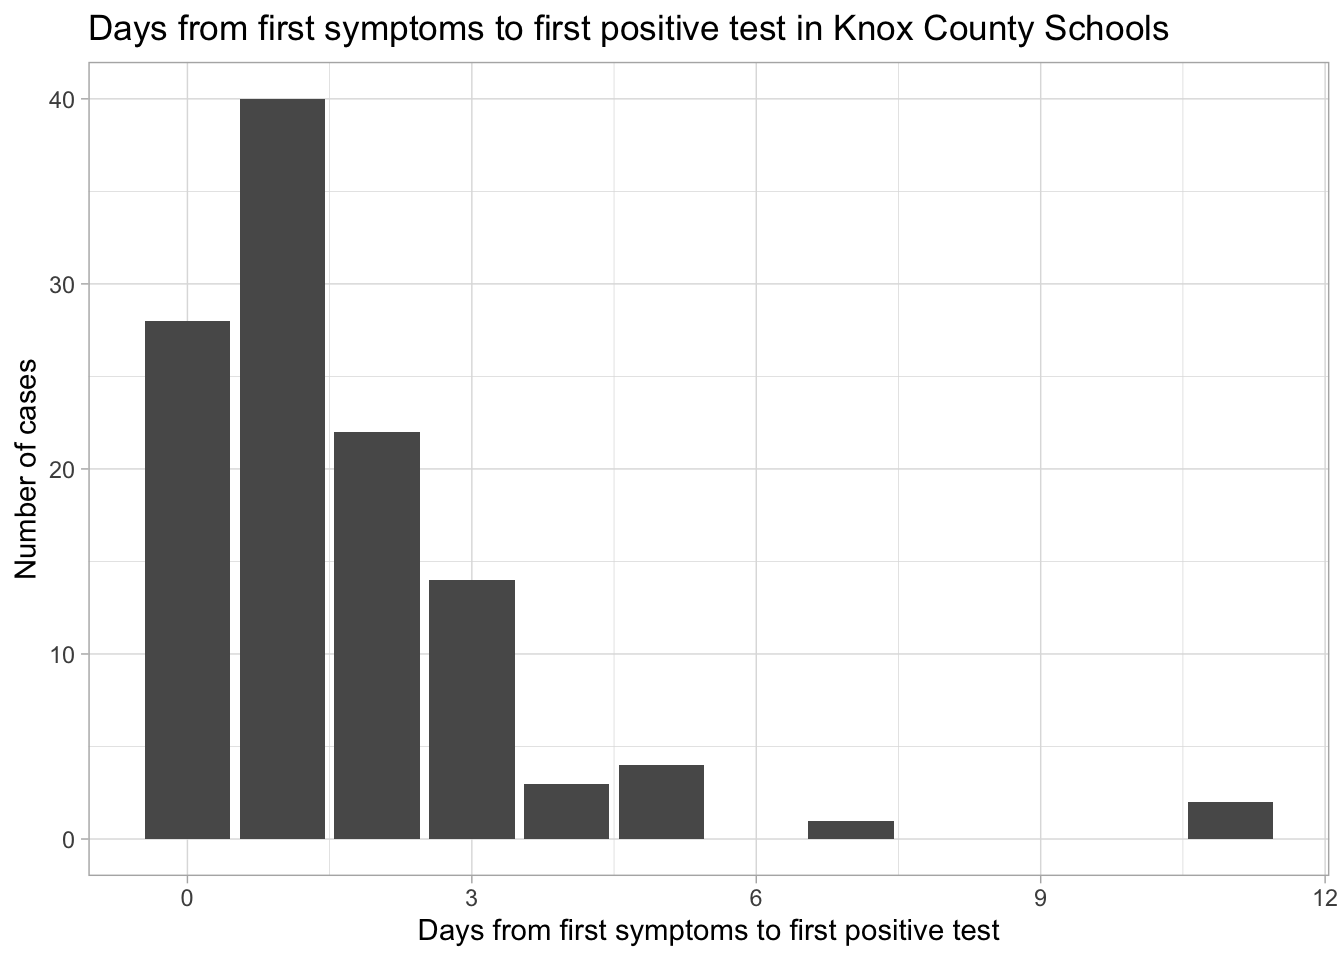 Days from first symptoms to first positive test in Knox County Schools
40
30
20
10
0
Number of cases
0 3 6 9 12
Days from first symptoms to first positive test